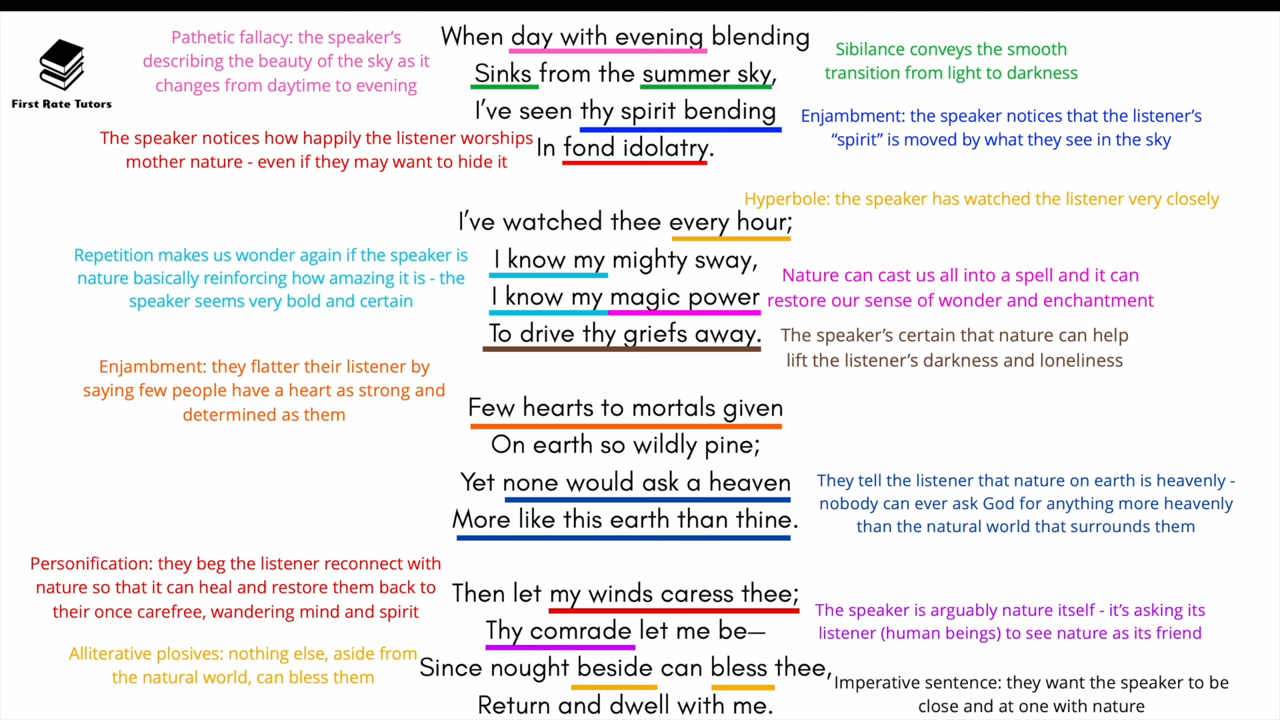 First Rate Tutors
Pathetic fallacy: the speaker's
describing the beauty of the sky as it
changes from daytime to evening
When day with evening blending
Sinks from the summer sky,
I've seen thy spirit bending
In fond idolatry.
Sibilance conveys the smooth
transition from light to darkness
Enjambment: the speaker notices that the listener's
“spirit” is moved by what they see in the sky
The speaker notices how happily the listener worships
mother nature - even if they may want to hide it
Hyperbole: the speaker has watched the listener very closely
I've watched thee every hour;
I know my mighty sway,
I know my magic power
To drive thy griefs away.
Repetition makes us wonder again if the speaker is
nature basically reinforcing how amazing it is - the
speaker seems very bold and certain
Nature can cast us all into a spell and it can
restore our sense of wonder and enchantment
The speaker's certain that nature can help
lift the listener's darkness and loneliness
Enjambment: they flatter their listener by
saying few people have a heart as strong and
determined as them
Few hearts to mortals given
On earth so wildly pine;
Yet none would ask a heaven
More like this earth than thine.
They tell the listener that nature on earth is heavenly -
nobody can ever ask God for anything more heavenly
than the natural world that surrounds them
Personification: they beg the listener reconnect with
nature so that it can heal and restore them back to
their once carefree, wandering mind and spirit
Then let my winds caress thee;
Thy comrade let me be—
Since nought beside can bless thee,
Return and dwell with me.
The speaker is arguably nature itself - it's asking its
listener (human beings) to see nature as its friend
Alliterative plosives: nothing else, aside from
the natural world, can bless them
Imperative sentence: they want the speaker to be
close and at one with nature